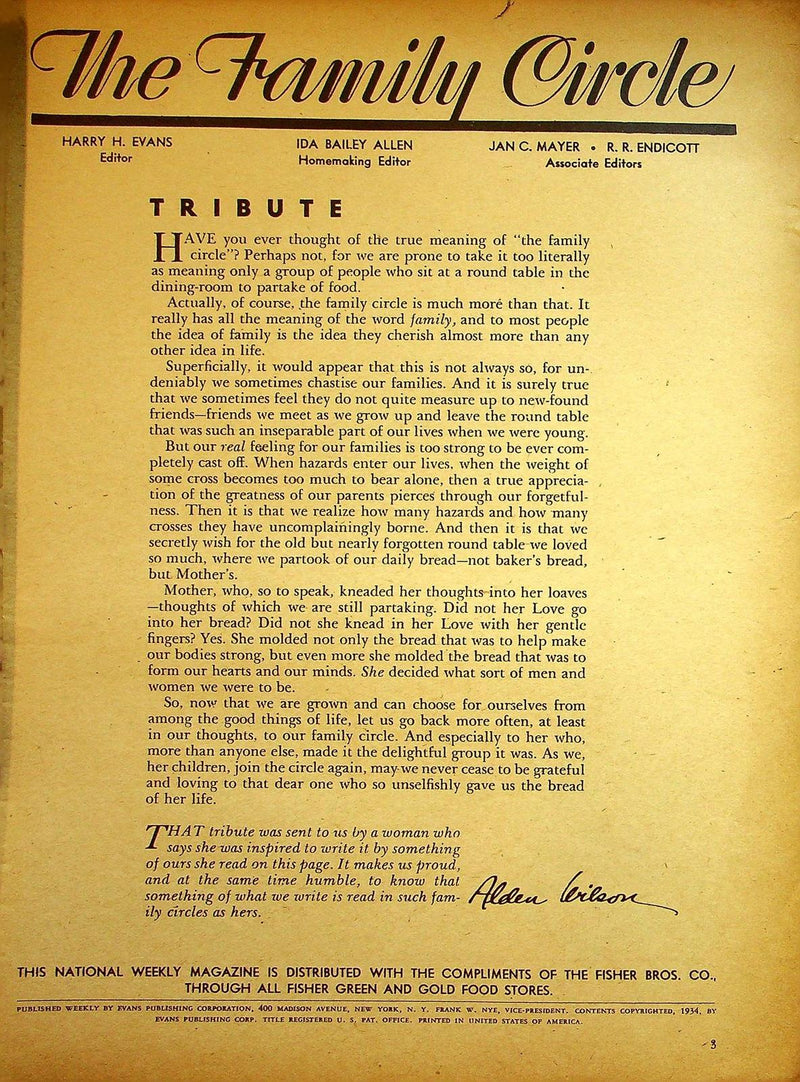 The Family Circle
HARRY H. EVANS
Editor
IDA BAILEY ALLEN
Homemaking Editor
JAN C. MAYER • R. R. ENDICOTT
Associate Editors
TRIBUTE
HAVE you ever thought of the true meaning of "the family
circle"? Perhaps not, for we are prone to take it too literally
as meaning only a group of people who sit at a round table in the
dining-room to partake of food.
Actually, of course, the family circle is much more than that. It
really has all the meaning of the word family, and to most people
the idea of family is the idea they cherish almost more than any
other idea in life.
Superficially, it would appear that this is not always so, for un-
deniably we sometimes chastise our families. And it is surely true
that we sometimes feel they do not quite measure up to new-found
friends—friends we meet as we grow up and leave the round table
that was such an inseparable part of our lives when we were young.
But our real feeling for our families is too strong to be ever com-
pletely cast off. When hazards enter our lives, when the weight of
some cross becomes too much to bear alone, then a true apprecia-
tion of the greatness of our parents pierces through our forgetful-
ness. Then it is that we realize how many hazards and how many
crosses they have uncomplainingly borne. And then it is that we
secretly wish for the old but nearly forgotten round table we loved
so much, where we partook of our daily bread—not baker's bread,
but Mother's.
Mother, who, so to speak, kneaded her thoughts into her loaves
—thoughts of which we are still partaking. Did not her Love go
into her bread? Did not she knead in her Love with her gentle
fingers? Yes. She molded not only the bread that was to help make
our bodies strong, but even more she molded the bread that was to
form our hearts and our minds. She decided what sort of men and
women we were to be.
So, now that we are grown and can choose for ourselves from
among the good things of life, let us go back more often, at least
in our thoughts, to our family circle. And especially to her who,
more than anyone else, made it the delightful group it was. As we,
her children, join the circle again, may we never cease to be grateful
and loving to that dear one who so unselfishly gave us the bread
of her life.
THAT tribute was sent to us by a woman who
says she was inspired to write it by something
of ours she read on this page. It makes us proud,
and at the same time humble, to know that
something of what we write is read in such fam-
ily circles as hers.
Alden Wilson
THIS NATIONAL WEEKLY MAGAZINE IS DISTRIBUTED WITH THE COMPLIMENTS OF THE FISHER BROS. CO.,
THROUGH ALL FISHER GREEN AND GOLD FOOD STORES.
PUBLISHED WEEKLY BY EVANS PUBLISHING CORPORATION, 400 MADISON AVENUE, NEW YORK, N. Y. FRANK W. NYE, VICE-PRESIDENT. CONTENTS COPYRIGHTED, 1934, BY
EVANS PUBLISHING CORP. TITLE REGISTERED U. S. PAT. OFFICE. PRINTED IN UNITED STATES OF AMERICA.
3